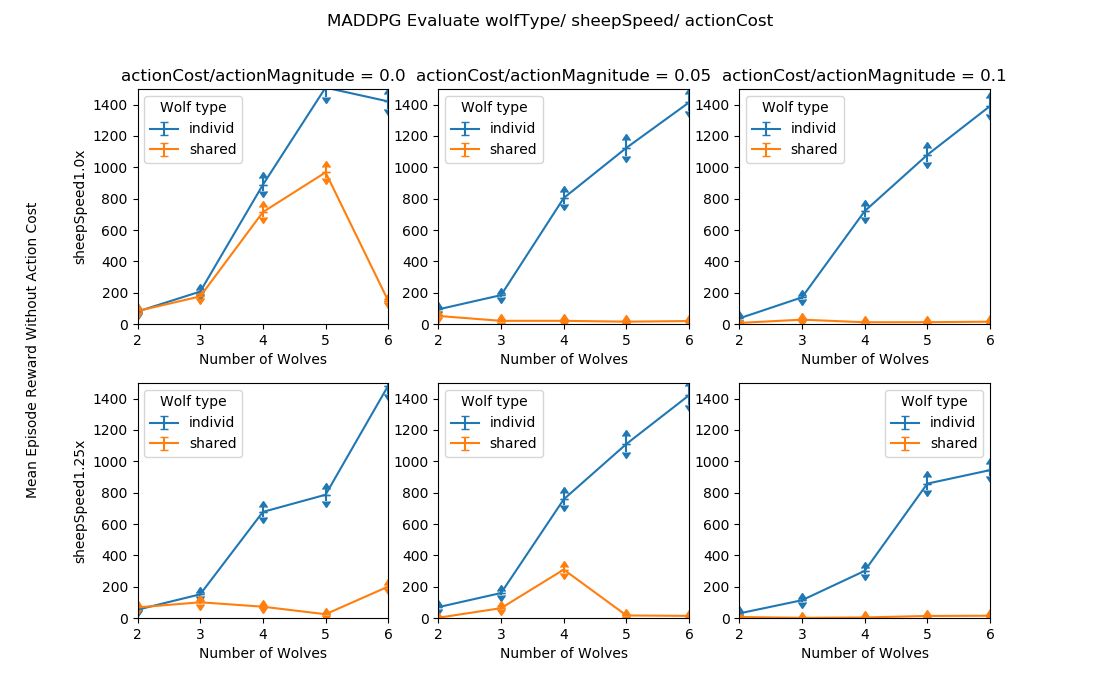 MADDPG Evaluate wolfType/ sheepSpeed/ actionCost
Mean Episode Reward Without Action Cost
actionCost/actionMagnitude = 0.0
sheepSpeed1.0x
1400
1200
1000
800
600
400
200
0
Wolf type
individ
shared
2 3 4 5 6
Number of Wolves
actionCost/actionMagnitude = 0.05
1400
1200
1000
800
600
400
200
0
Wolf type
individ
shared
2 3 4 5 6
Number of Wolves
actionCost/actionMagnitude = 0.1
1400
1200
1000
800
600
400
200
0
Wolf type
individ
shared
2 3 4 5 6
Number of Wolves
sheepSpeed1.25x
1400
1200
1000
800
600
400
200
0
Wolf type
individ
shared
2 3 4 5 6
Number of Wolves
1400
1200
1000
800
600
400
200
0
Wolf type
individ
shared
2 3 4 5 6
Number of Wolves
1400
1200
1000
800
600
400
200
0
Wolf type
individ
shared
2 3 4 5 6
Number of Wolves